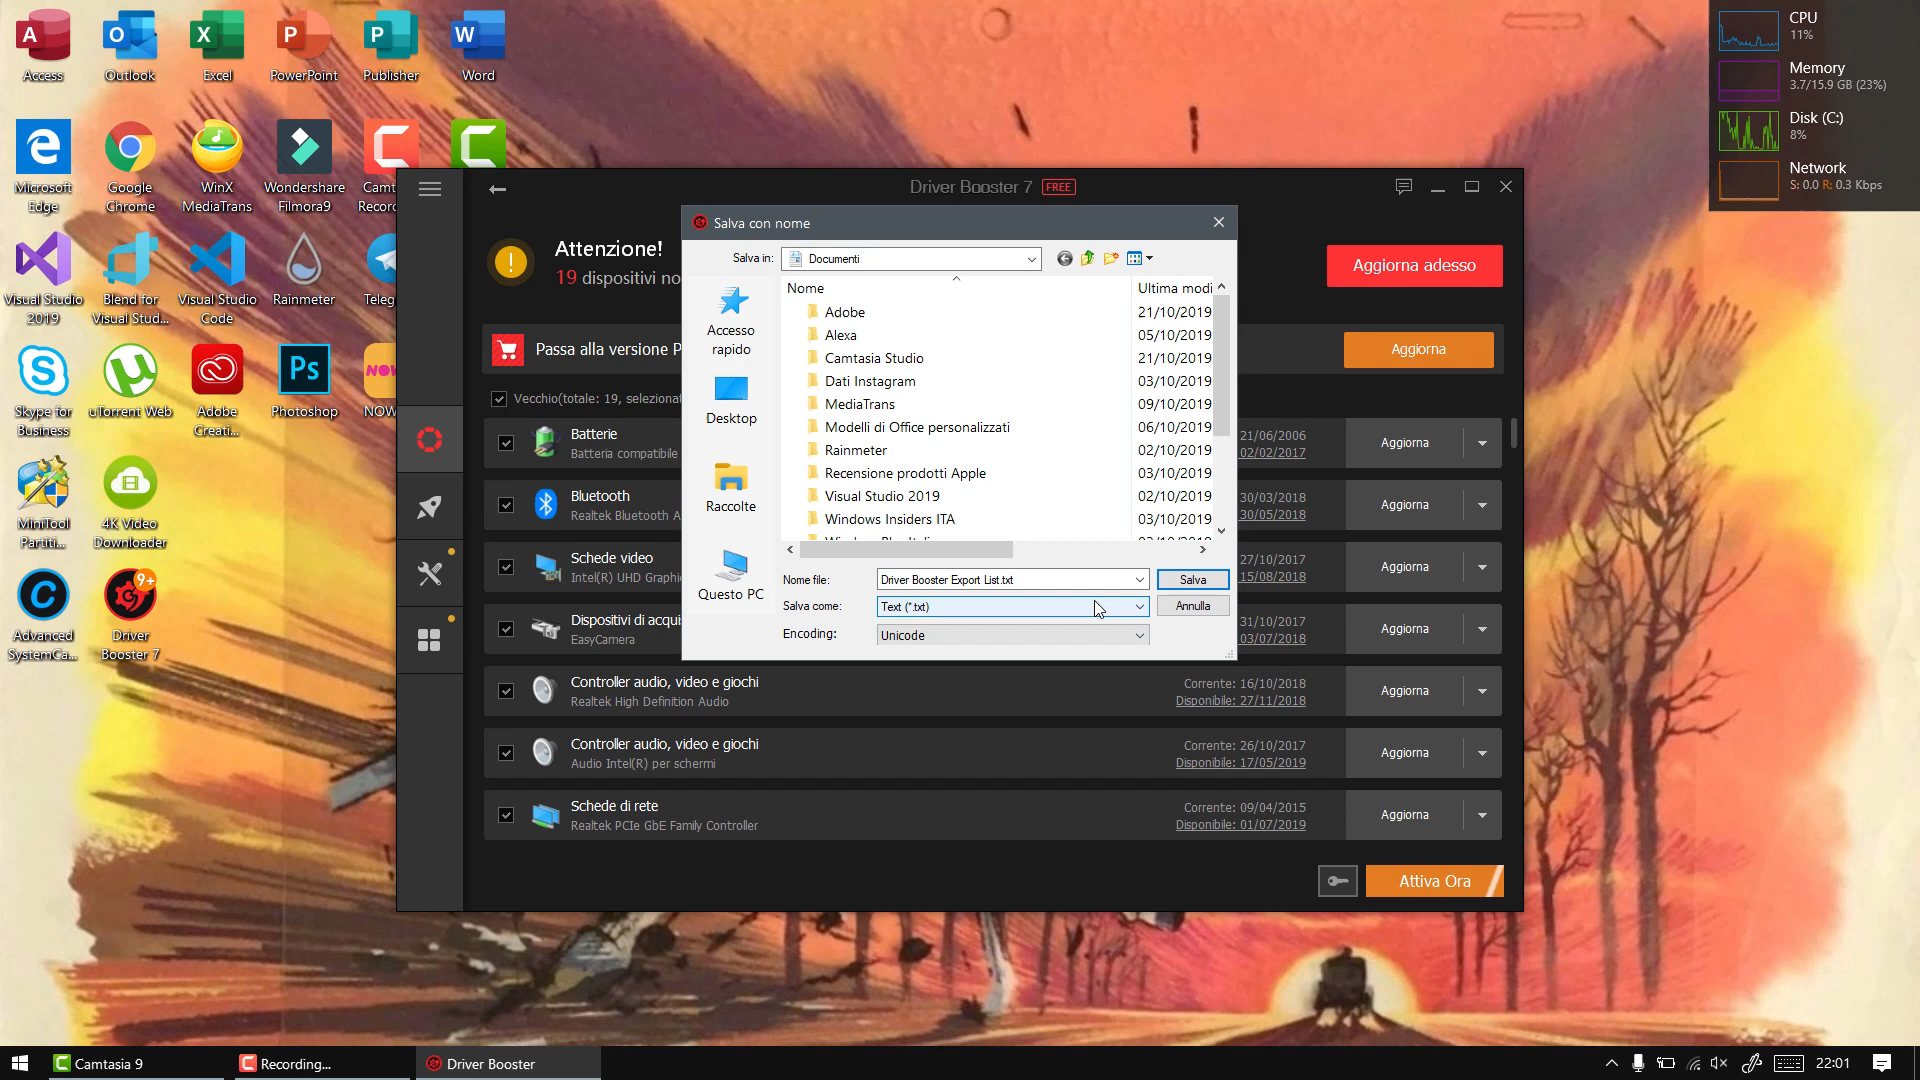 Access
Outlook
Excel
PowerPoint
Publisher
Word
Microsoft
Edge
Google
Chrome
WinX
MediaTrans
Wondershare
Filmora9
Camt
Recorc
Visual Studio
2019
Blend for
Visual Stud...
Visual Studio
Code
Rainmeter
Teleg
Skype for
Business
uTorrent Web
Adobe
Creati...
Photoshop
NOW
MiniTool
Partiti...
4K Video
Downloader
Advanced
SystemCa...
9+
Driver
Booster 7
CPU
11%
Memory
3.7/15.9 GB (23%)
Disk (C:)
8%
Network
S: 0.0 R: 0.3 Kbps
Driver Booster 7 FREE
Attenzione!
19 dispositivi no
Aggiorna adesso
Passa alla versione P
Aggiorna
Vecchio(totale: 19, selezionat
Batterie
Batteria compatibile
21/06/2006
02/02/2017
Aggiorna
Bluetooth
Realtek Bluetooth A
30/03/2018
30/05/2018
Aggiorna
Schede video
Intel(R) UHD Graphi
27/10/2017
15/08/2018
Aggiorna
Dispositivi di acqui
EasyCamera
31/10/2017
03/07/2018
Aggiorna
Controller audio, video e giochi
Realtek High Definition Audio
Corrente: 16/10/2018
Disponibile: 27/11/2018
Aggiorna
Controller audio, video e giochi
Audio Intel(R) per schermi
Corrente: 26/10/2017
Disponibile: 17/05/2019
Aggiorna
Schede di rete
Realtek PCIe GbE Family Controller
Corrente: 09/04/2015
Disponibile: 01/07/2019
Aggiorna
Attiva Ora
Salva con nome
Salva in:
Documenti
Accesso
rapido
Desktop
Raccolte
Questo PC
Nome
Ultima modi
Adobe
21/10/2019
Alexa
05/10/2019
Camtasia Studio
21/10/2019
Dati Instagram
03/10/2019
MediaTrans
09/10/2019
Modelli di Office personalizzati
06/10/2019
Rainmeter
02/10/2019
Recensione prodotti Apple
03/10/2019
Visual Studio 2019
02/10/2019
Windows Insiders ITA
03/10/2019
Nome file:
Driver Booster Export List.txt
Salva
Salva come:
Text (*.txt)
Annulla
Encoding:
Unicode
Camtasia 9
Recording...
Driver Booster
22:01